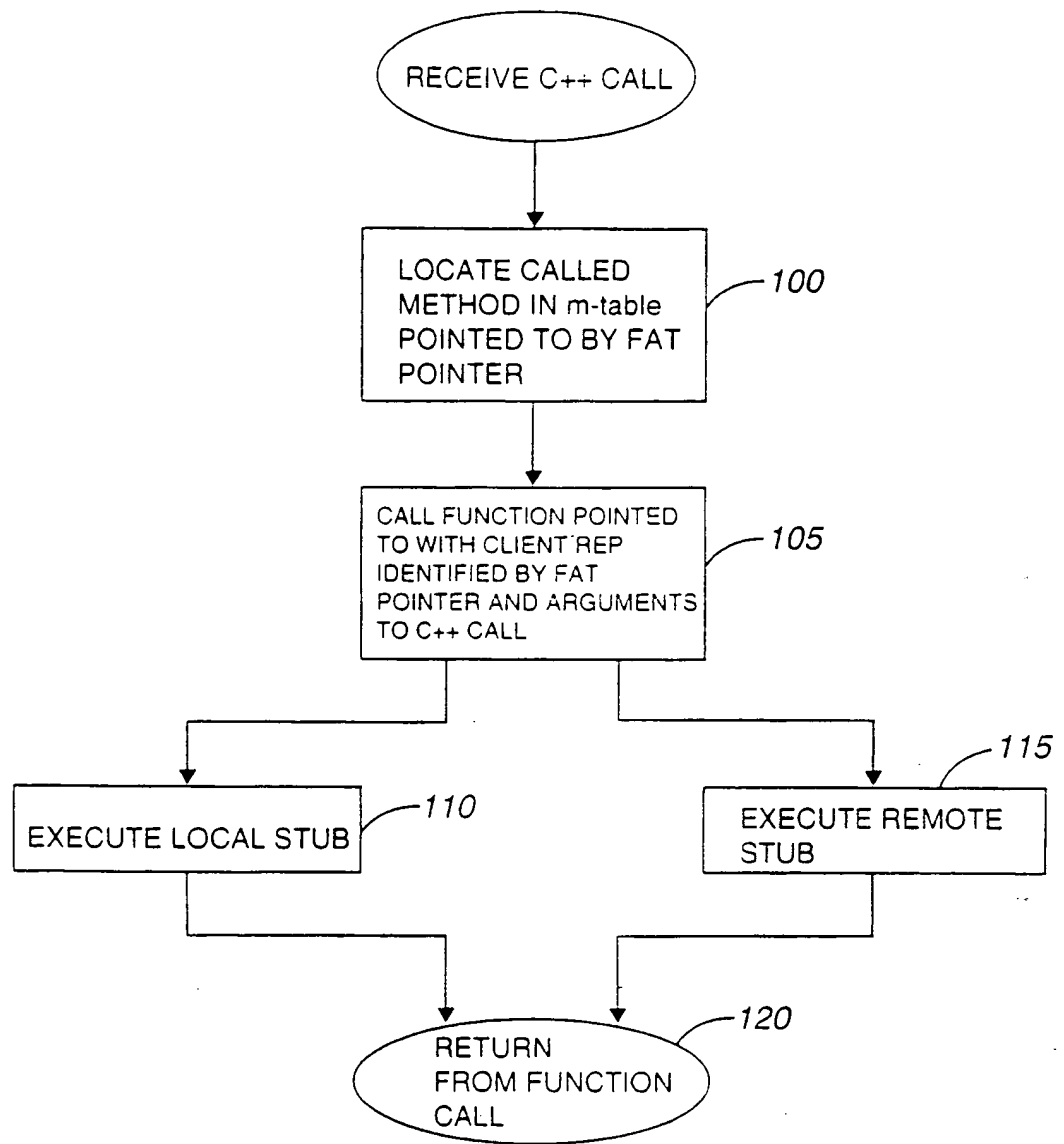 RECEIVE C++ CALL
LOCATE CALLED
METHOD IN m-table
POINTED TO BY FAT
POINTER
100
CALL FUNCTION POINTED
TO WITH CLIENT REP
IDENTIFIED BY FAT
POINTER AND ARGUMENTS
TO C++ CALL
105
EXECUTE LOCAL STUB
110
EXECUTE REMOTE
STUB
115
RETURN
FROM FUNCTION
CALL
120